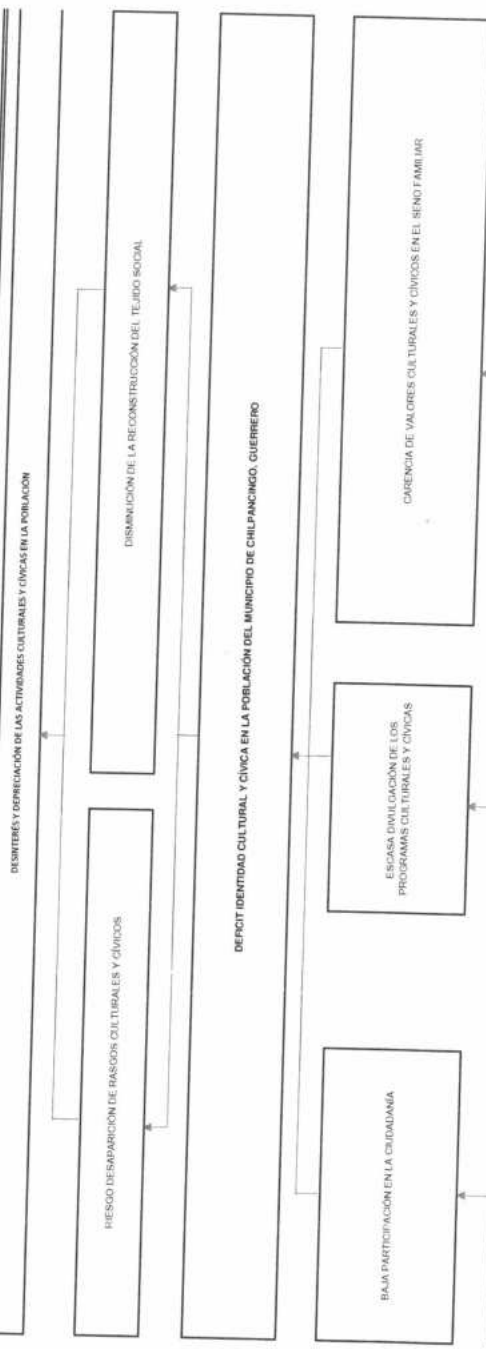 DESINTERÉS Y DEPRECIACIÓN DE LAS ACTIVIDADES CULTURALES Y CÍVICAS EN LA POBLACIÓN
RIESGO DESAPARICIÓN DE RASGOS CULTURALES Y CÍVICOS
DISMINUCIÓN DE LA RECONSTRUCCIÓN DEL TEJIDO SOCIAL
DEFICIT IDENTIDAD CULTURAL Y CÍVICA EN LA POBLACIÓN DEL MUNICIPIO DE CHILPANCINGO, GUERRERO
BAJA PARTICIPACIÓN EN LA CIUDADANÍA
ESCASA DIVULGACIÓN DE LOS
PROGRAMAS CULTURALES Y CÍVICAS
CARENCIA DE VALORES CULTURALES Y CÍVICOS EN EL SENO FAMILIAR